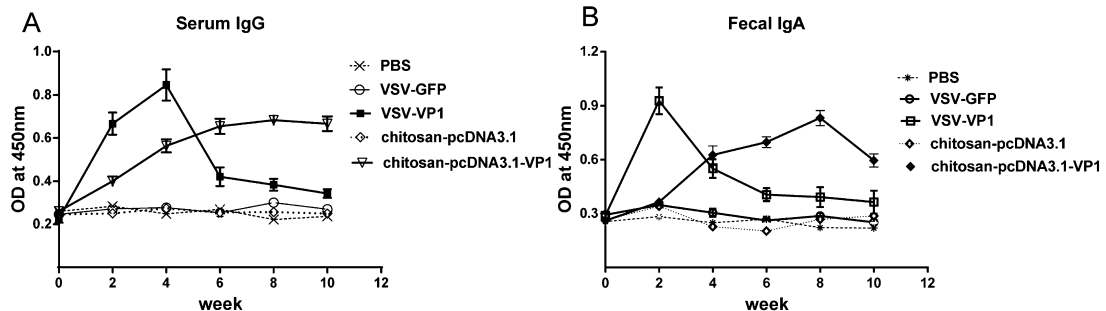 A
Serum IgG
OD at 450nm
1.0
0.8
0.6
0.4
0.2
0 2 4 6 8 10 12
week
PBS
VSV-GFP
VSV-VP1
chitosan-pcDNA3.1
chitosan-pcDNA3.1-VP1
B
Fecal IgA
OD at 450nm
1.2
0.9
0.6
0.3
0 2 4 6 8 10 12
week
PBS
VSV-GFP
VSV-VP1
chitosan-pcDNA3.1
chitosan-pcDNA3.1-VP1